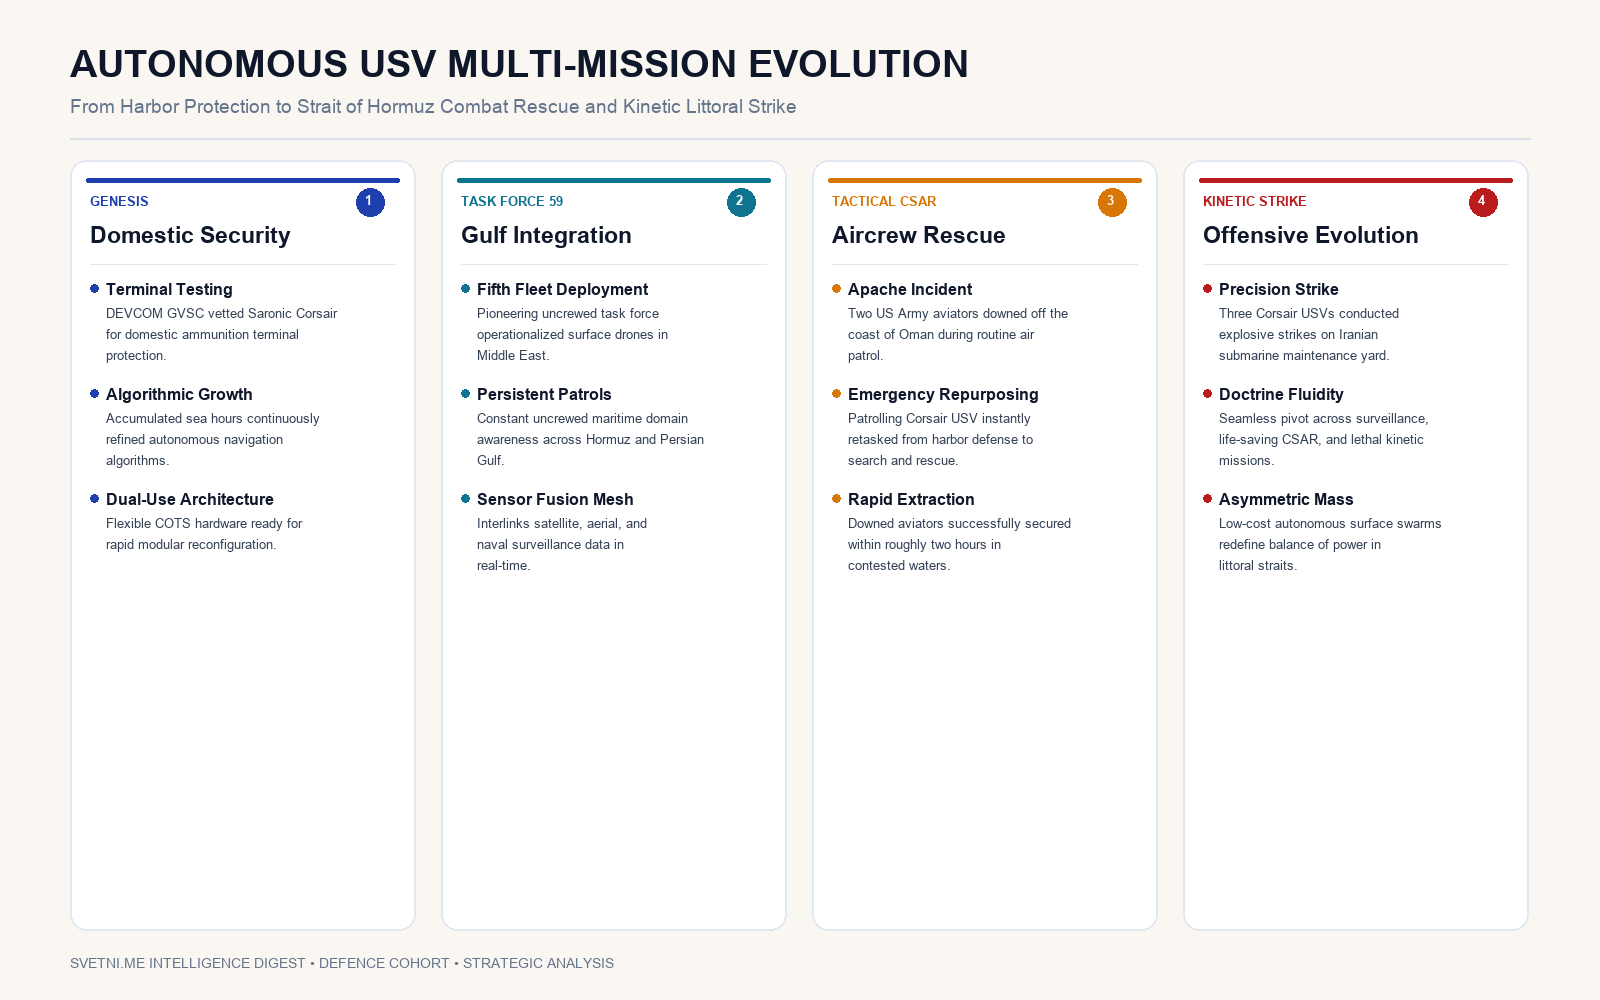 AUTONOMOUS USV MULTI-MISSION EVOLUTION
From Harbor Protection to Strait of Hormuz Combat Rescue and Kinetic Littoral Strike
GENESIS
1
Domestic Security
Terminal Testing
DEVCOM GVSC vetted Saronic Corsair
for domestic ammunition terminal
protection.
Algorithmic Growth
Accumulated sea hours continuously
refined autonomous navigation
algorithms.
Dual-Use Architecture
Flexible COTS hardware ready for
rapid modular reconfiguration.
TASK FORCE 59
2
Gulf Integration
Fifth Fleet Deployment
Pioneering uncrewed task force
operationalized surface drones in
Middle East.
Persistent Patrols
Constant uncrewed maritime domain
awareness across Hormuz and Persian
Gulf.
Sensor Fusion Mesh
Interlinks satellite, aerial, and
naval surveillance data in
real-time.
TACTICAL CSAR
3
Aircrew Rescue
Apache Incident
Two US Army aviators downed off the
coast of Oman during routine air
patrol.
Emergency Repurposing
Patrolling Corsair USV instantly
retasked from harbor defense to
search and rescue.
Rapid Extraction
Downed aviators successfully secured
within roughly two hours in
contested waters.
KINETIC STRIKE
4
Offensive Evolution
Precision Strike
Three Corsair USVs conducted
explosive strikes on Iranian
submarine maintenance yard.
Doctrine Fluidity
Seamless pivot across surveillance,
life-saving CSAR, and lethal kinetic
missions.
Asymmetric Mass
Low-cost autonomous surface swarms
redefine balance of power in
littoral straits.
SVETNI.ME INTELLIGENCE DIGEST • DEFENCE COHORT • STRATEGIC ANALYSIS